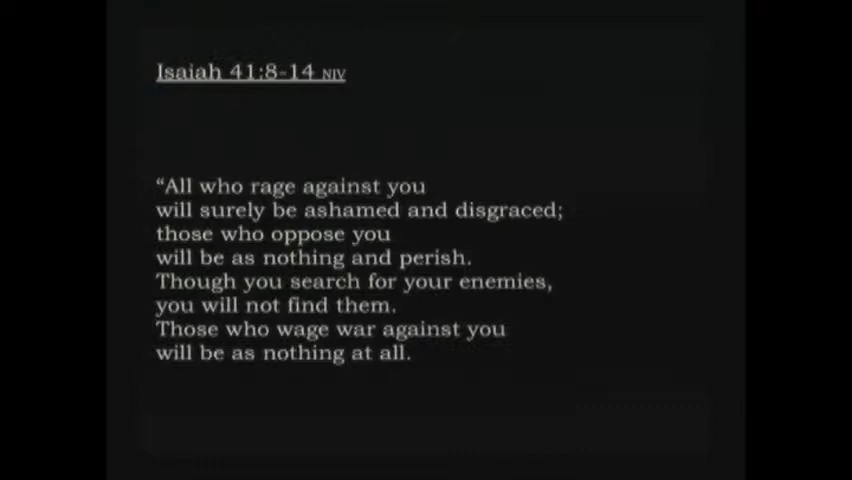 Isaiah 41:8-14 NIV
“All who rage against you
will surely be ashamed and disgraced;
those who oppose you
will be as nothing and perish.
Though you search for your enemies,
you will not find them.
Those who wage war against you
will be as nothing at all.